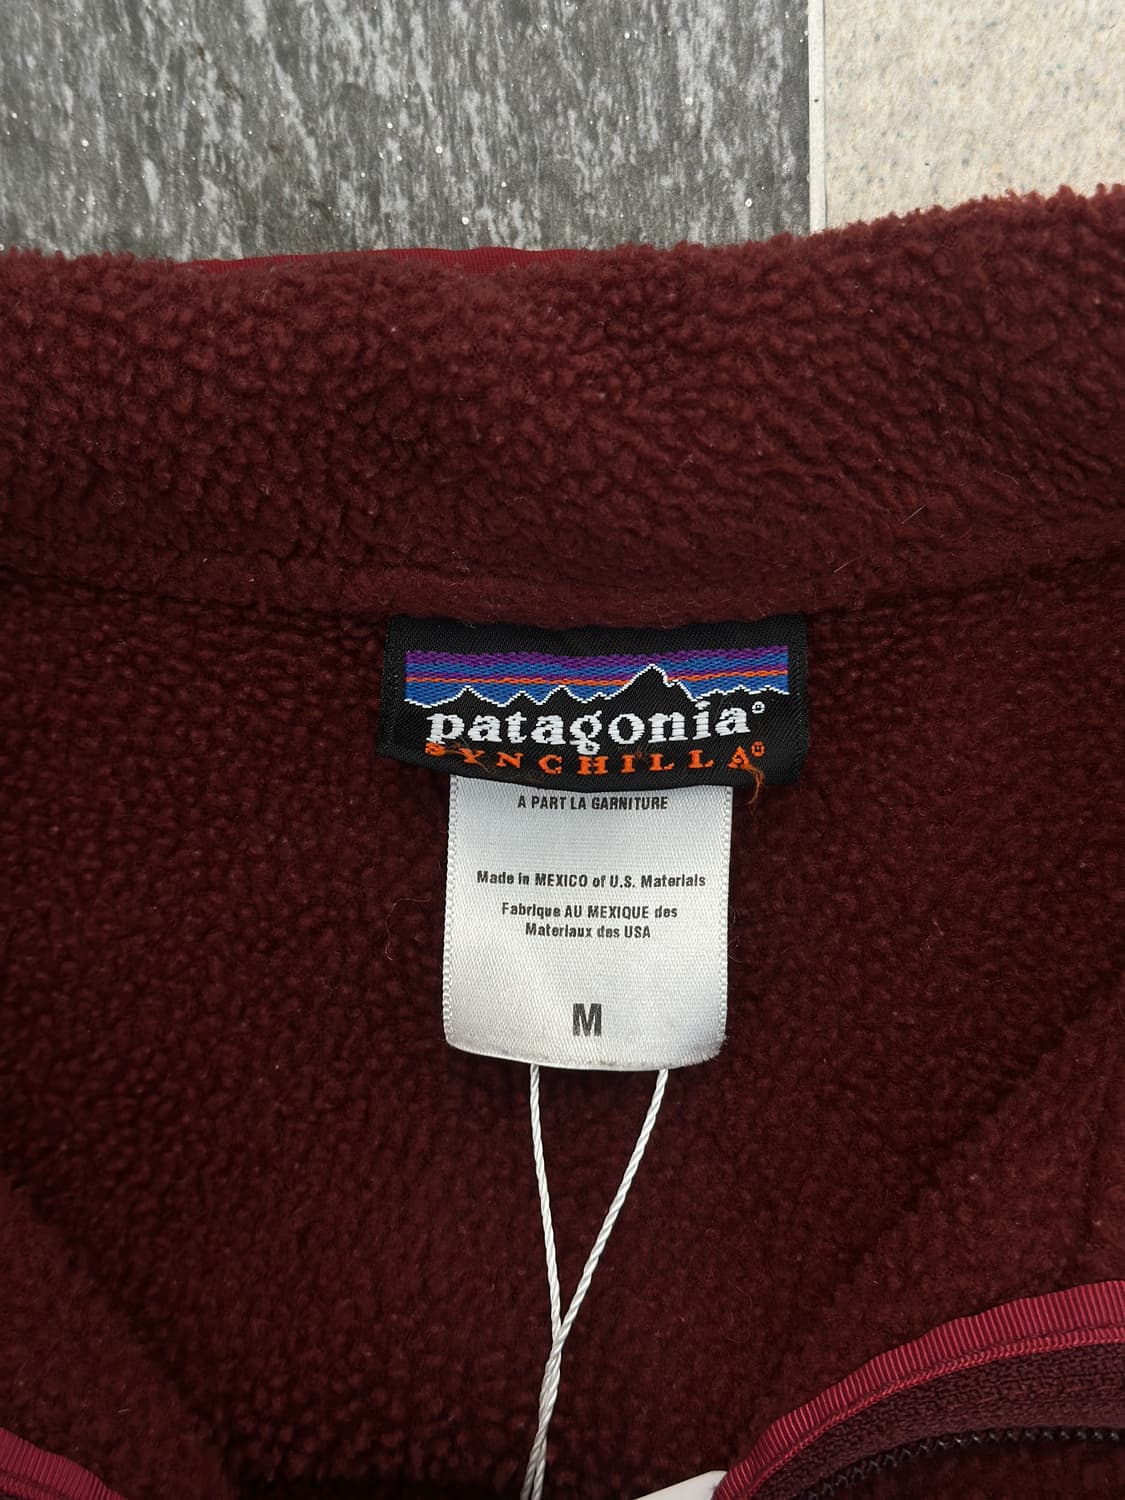 patagonia®
SYNCHILLA®
A PART LA GARNITURE
Made in MEXICO of U.S. Materials
Fabrique AU MEXIQUE des
Materiaux des USA
M